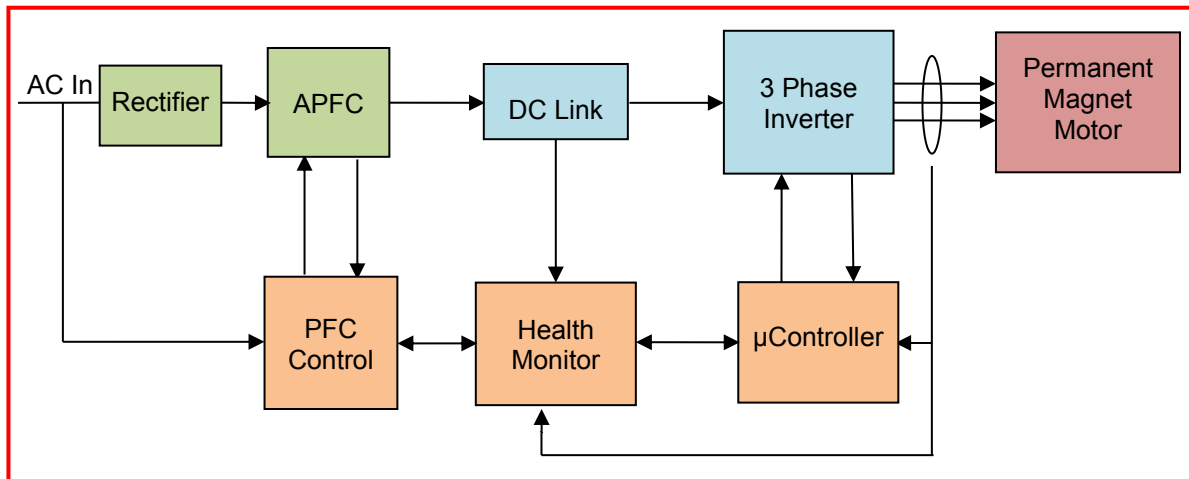 AC In
Rectifier
APFC
DC Link
3 Phase
Inverter
Permanent
Magnet
Motor
PFC
Control
Health
Monitor
µController